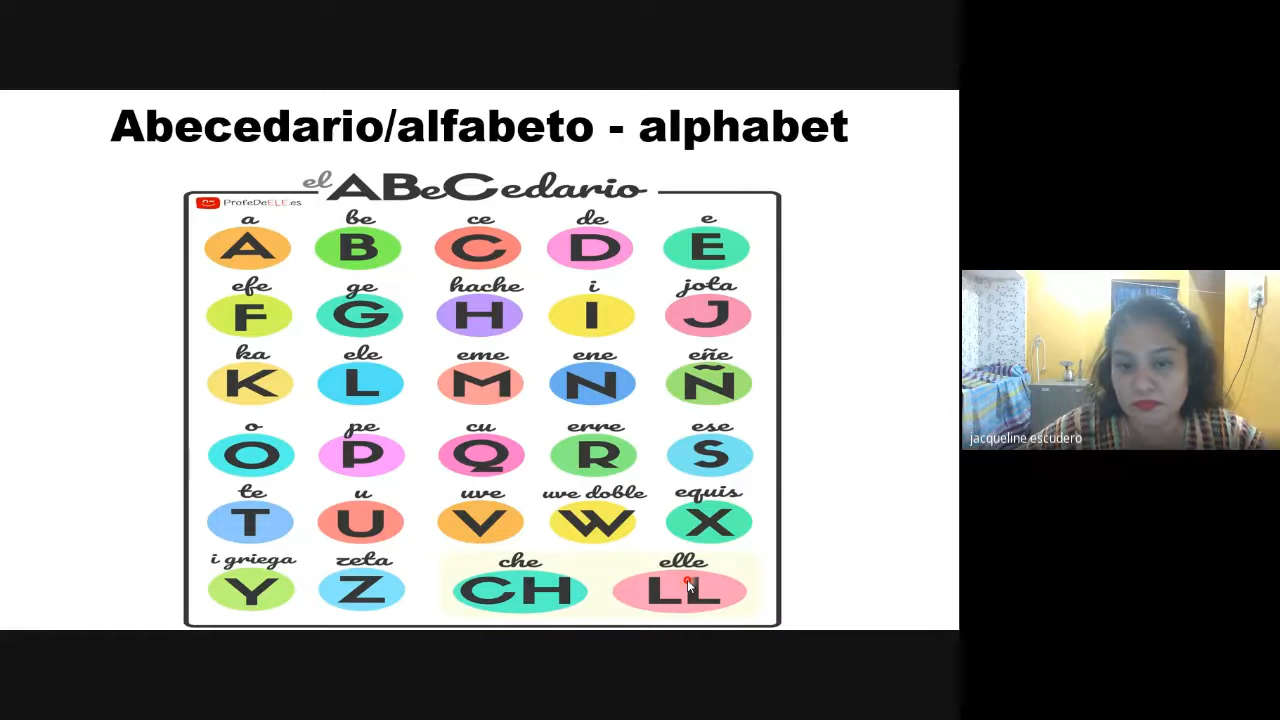 Abecedario/alfabeto - alphabet
el ABeCedario
ProfeDeELE.es
a be ce de e
A B C D E
efe ge hache i jota
F G H I J
ka ele eme ene eñe
K L M N Ñ
o pe cu erre ese
O P Q R S
te u uve uve doble equis
T U V W X
i griega zeta che elle
Y Z CH LL
jacqueline escudero